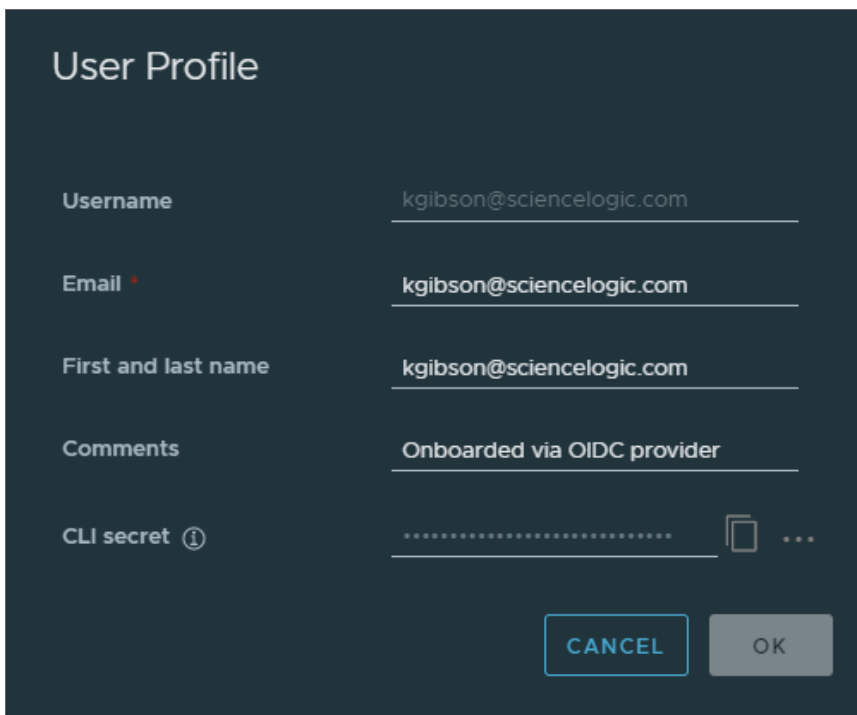 User Profile
Username kgibson@sciencelogic.com
Email * kgibson@sciencelogic.com
First and last name kgibson@sciencelogic.com
Comments Onboarded via OIDC provider
CLI secret ⓘ ••••••••••••••••••••••••••••• ...
CANCEL OK